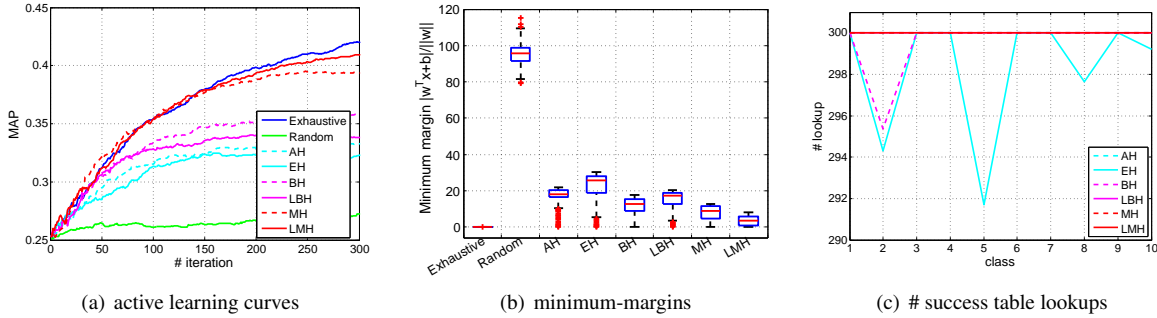 MAP
0.45
0.4
0.35
0.3
0.25
0 50 100 150 200 250 300
# iteration
Exhaustive
Random
AH
EH
BH
LBH
MH
LMH
(a) active learning curves
Minimum margin |w^T x+b|/||w||
120
100
80
60
40
20
0
Exhaustive Random AH EH BH LBH MH LMH
(b) minimum-margins
# lookup
300
298
296
294
292
290
1 2 3 4 5 6 7 8 9 10
class
AH
EH
BH
LBH
MH
LMH
(c) # success table lookups